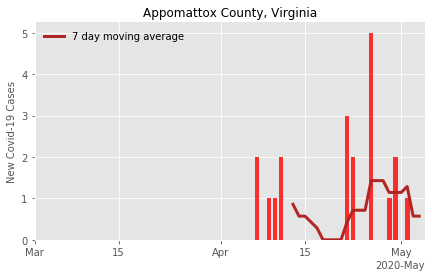 Appomattox County, Virginia
7 day moving average
New Covid-19 Cases
5
4
3
2
1
0
Mar 15 Apr 15 May
2020-May